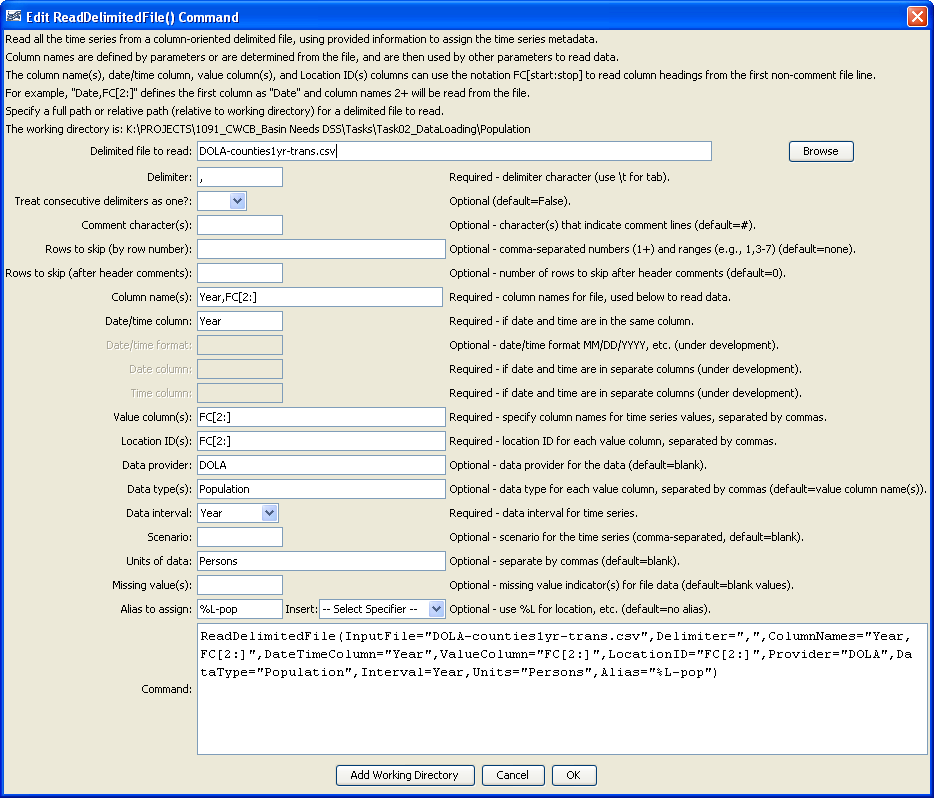 Edit ReadDelimitedFile() Command
Read all the time series from a column-oriented delimited file, using provided information to assign the time series metadata.
Column names are defined by parameters or are determined from the file, and are then used by other parameters to read data.
The column name(s), date/time column, value column(s), and Location ID(s) columns can use the notation FC[start:stop] to read column headings from the first non-comment file line.
For example, "Date,FC[2:]" defines the first column as "Date" and column names 2+ will be read from the file.
Specify a full path or relative path (relative to working directory) for a delimited file to read.
The working directory is: K:\PROJECTS\1091_CWCB_Basin Needs DSS\Tasks\Task02_DataLoading\Population
Delimited file to read: DOLA-counties1yr-trans.csv Browse
Delimiter: , Required - delimiter character (use \t for tab).
Treat consecutive delimiters as one?: Optional (default=False).
Comment character(s): Optional - character(s) that indicate comment lines (default=#).
Rows to skip (by row number): Optional - comma-separated numbers (1+) and ranges (e.g., 1,3-7) (default=none).
Rows to skip (after header comments): Optional - number of rows to skip after header comments (default=0).
Column name(s): Year,FC[2:] Required - column names for file, used below to read data.
Date/time column: Year Required - if date and time are in the same column.
Date/time format: Optional - date/time format MM/DD/YYYY, etc. (under development).
Date column: Required - if date and time are in separate columns (under development).
Time column: Required - if date and time are in separate columns (under development).
Value column(s): FC[2:] Required - specify column names for time series values, separated by commas.
Location ID(s): FC[2:] Required - location ID for each value column, separated by commas.
Data provider: DOLA Optional - data provider for the data (default=blank).
Data type(s): Population Optional - data type for each value column, separated by commas (default=value column name(s)).
Data interval: Year Required - data interval for time series.
Scenario: Optional - scenario for the time series (comma-separated, default=blank).
Units of data: Persons Optional - separate by commas (default=blank).
Missing value(s): Optional - missing value indicator(s) for file data (default=blank values).
Alias to assign: %L-pop Insert: -- Select Specifier -- Optional - use %L for location, etc. (default=no alias).
ReadDelimitedFile(InputFile="DOLA-counties1yr-trans.csv",Delimiter=",",ColumnNames="Year,
FC[2:]",DateTimeColumn="Year",ValueColumn="FC[2:]",LocationID="FC[2:]",Provider="DOLA",Da
taType="Population",Interval=Year,Units="Persons",Alias="%L-pop")
Command:
Add Working Directory Cancel OK